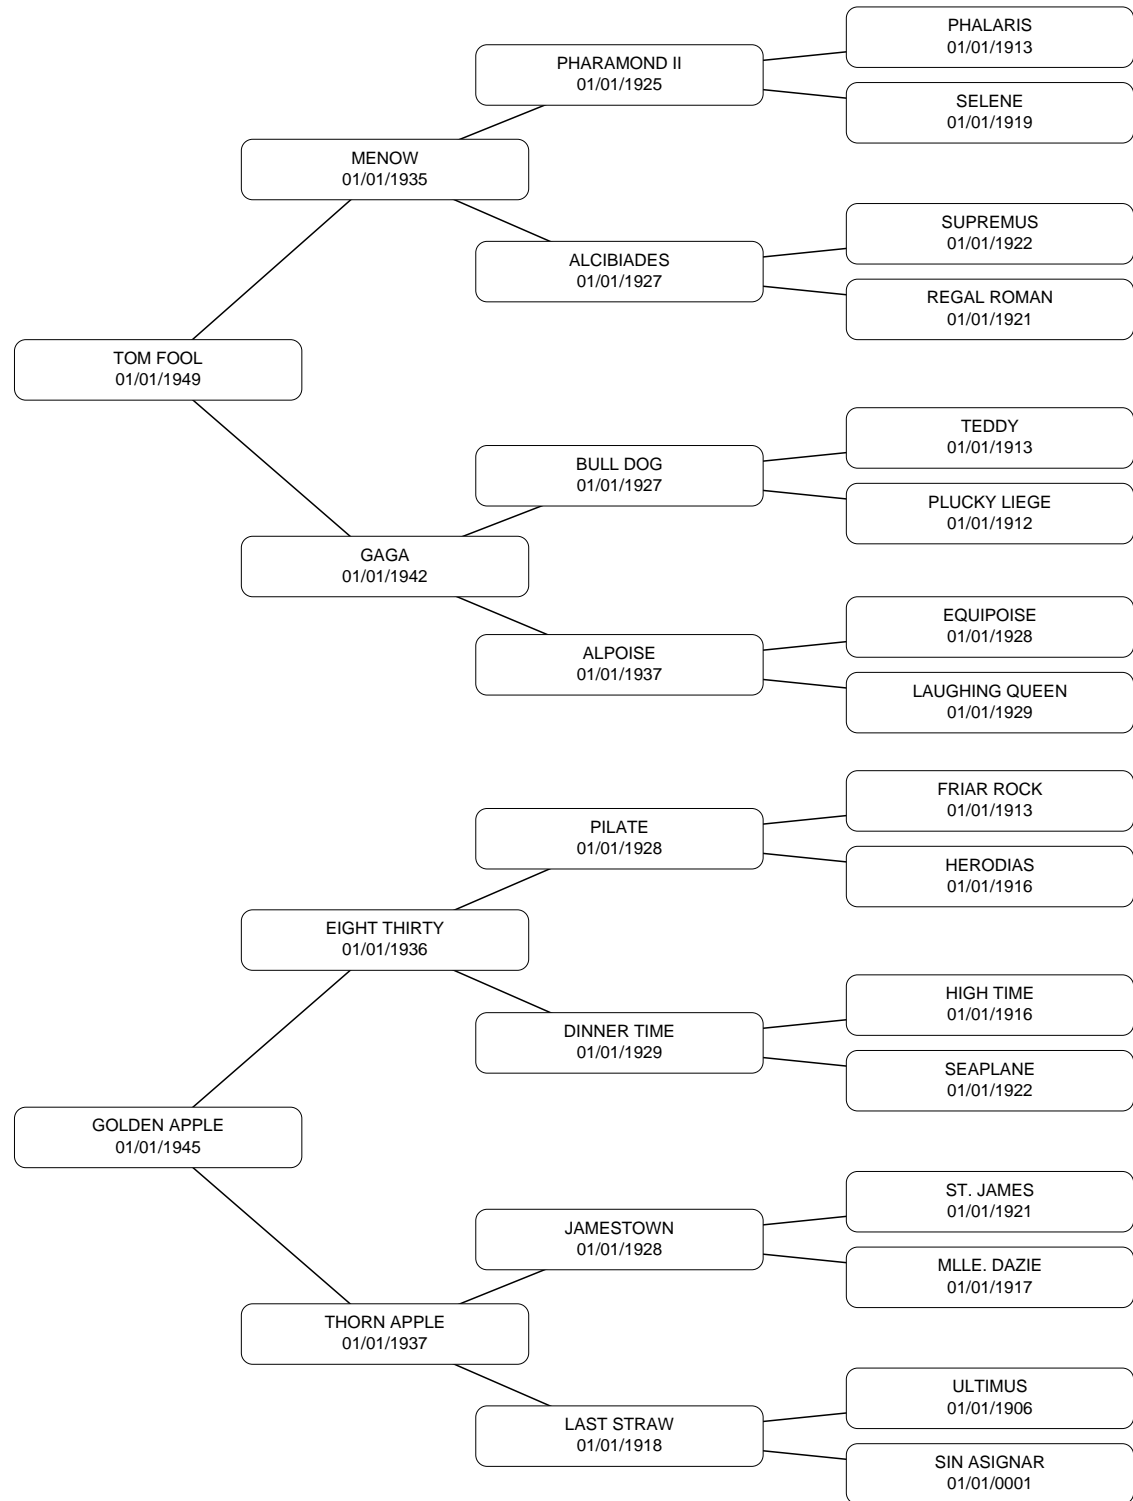 PHALARIS
01/01/1913
PHARAMOND II
01/01/1925
SELENE
01/01/1919
MENOW
01/01/1935
SUPREMUS
01/01/1922
ALCIBIADES
01/01/1927
REGAL ROMAN
01/01/1921
TOM FOOL
01/01/1949
TEDDY
01/01/1913
BULL DOG
01/01/1927
PLUCKY LIEGE
01/01/1912
GAGA
01/01/1942
EQUIPOISE
01/01/1928
ALPOISE
01/01/1937
LAUGHING QUEEN
01/01/1929
FRIAR ROCK
01/01/1913
PILATE
01/01/1928
HERODIAS
01/01/1916
EIGHT THIRTY
01/01/1936
HIGH TIME
01/01/1916
DINNER TIME
01/01/1929
SEAPLANE
01/01/1922
GOLDEN APPLE
01/01/1945
ST. JAMES
01/01/1921
JAMESTOWN
01/01/1928
MLLE. DAZIE
01/01/1917
THORN APPLE
01/01/1937
ULTIMUS
01/01/1906
LAST STRAW
01/01/1918
SIN ASIGNAR
01/01/0001